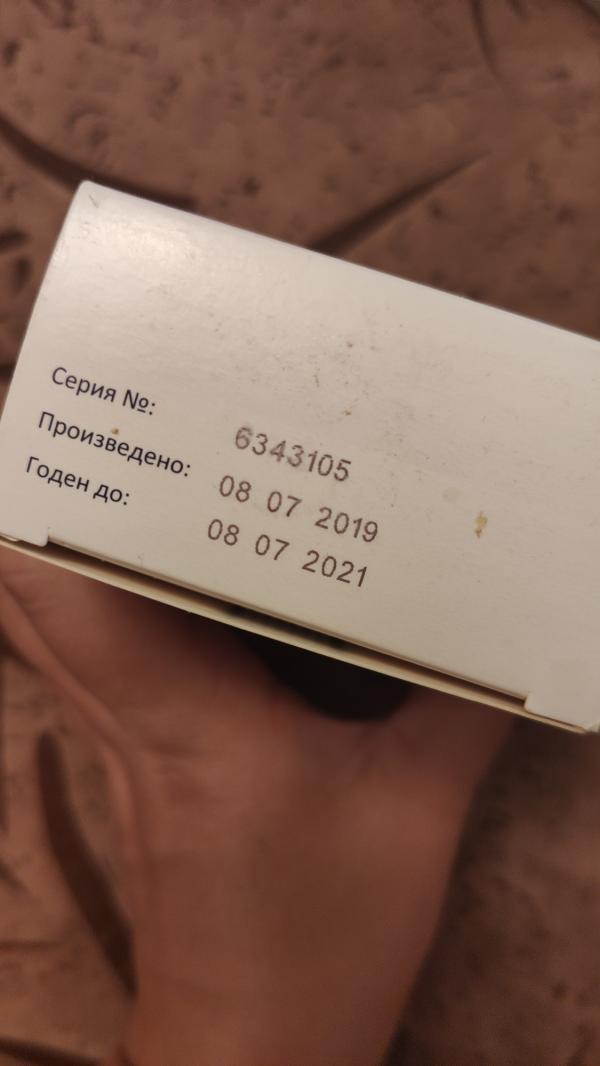 Серия №: 6343105
Произведено: 08 07 2019
Годен до: 08 07 2021